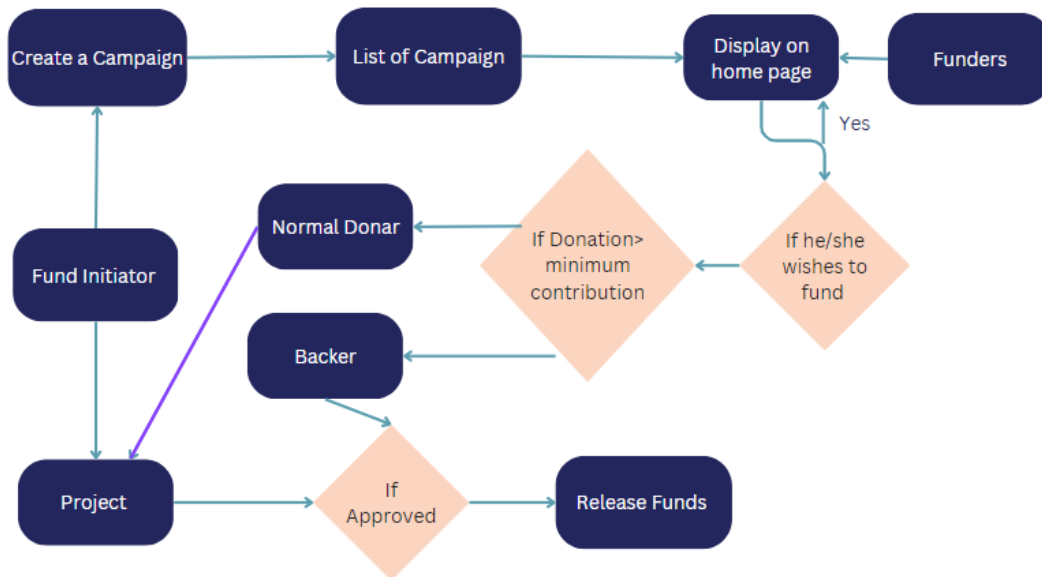 Create a Campaign
List of Campaign
Display on
home page
Funders
Yes
Normal Donar
If Donation>
minimum
contribution
If he/she
wishes to
fund
Fund Initiator
Backer
Project
If
Approved
Release Funds